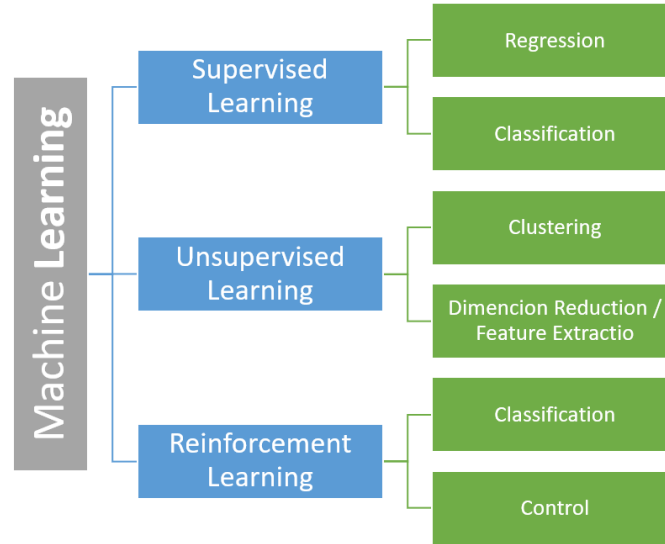 Machine Learning
Supervised
Learning
Regression
Classification
Unsupervised
Learning
Clustering
Dimencion Reduction /
Feature Extractio
Reinforcement
Learning
Classification
Control